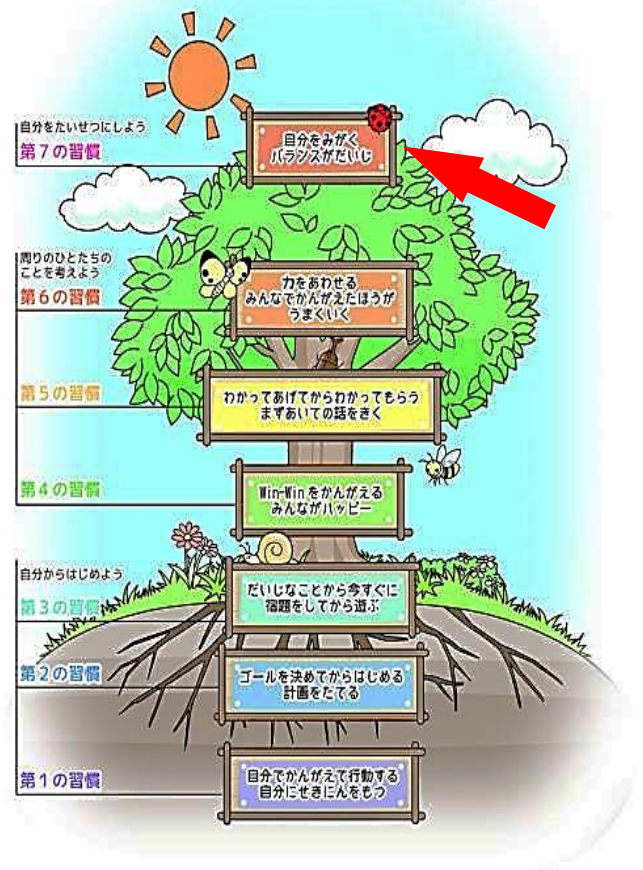 自分をたいせつにしよう
第7の習慣
自分をみがく
バランスがだいじ
周りのひとたちの
ことを考えよう
第6の習慣
力をあわせる
みんなでかんがえたほうが
うまくいく
第5の習慣
わかってあげてからわかってもらう
まずあいての話をきく
第4の習慣
Win-Winをかんがえる
みんながハッピー
自分からはじめよう
第3の習慣
だいじなことから今すぐに
宿題をしてから遊ぶ
第2の習慣
ゴールを決めてからはじめる
計画をたてる
第1の習慣
自分でかんがえて行動する
自分にせきにんをもつ